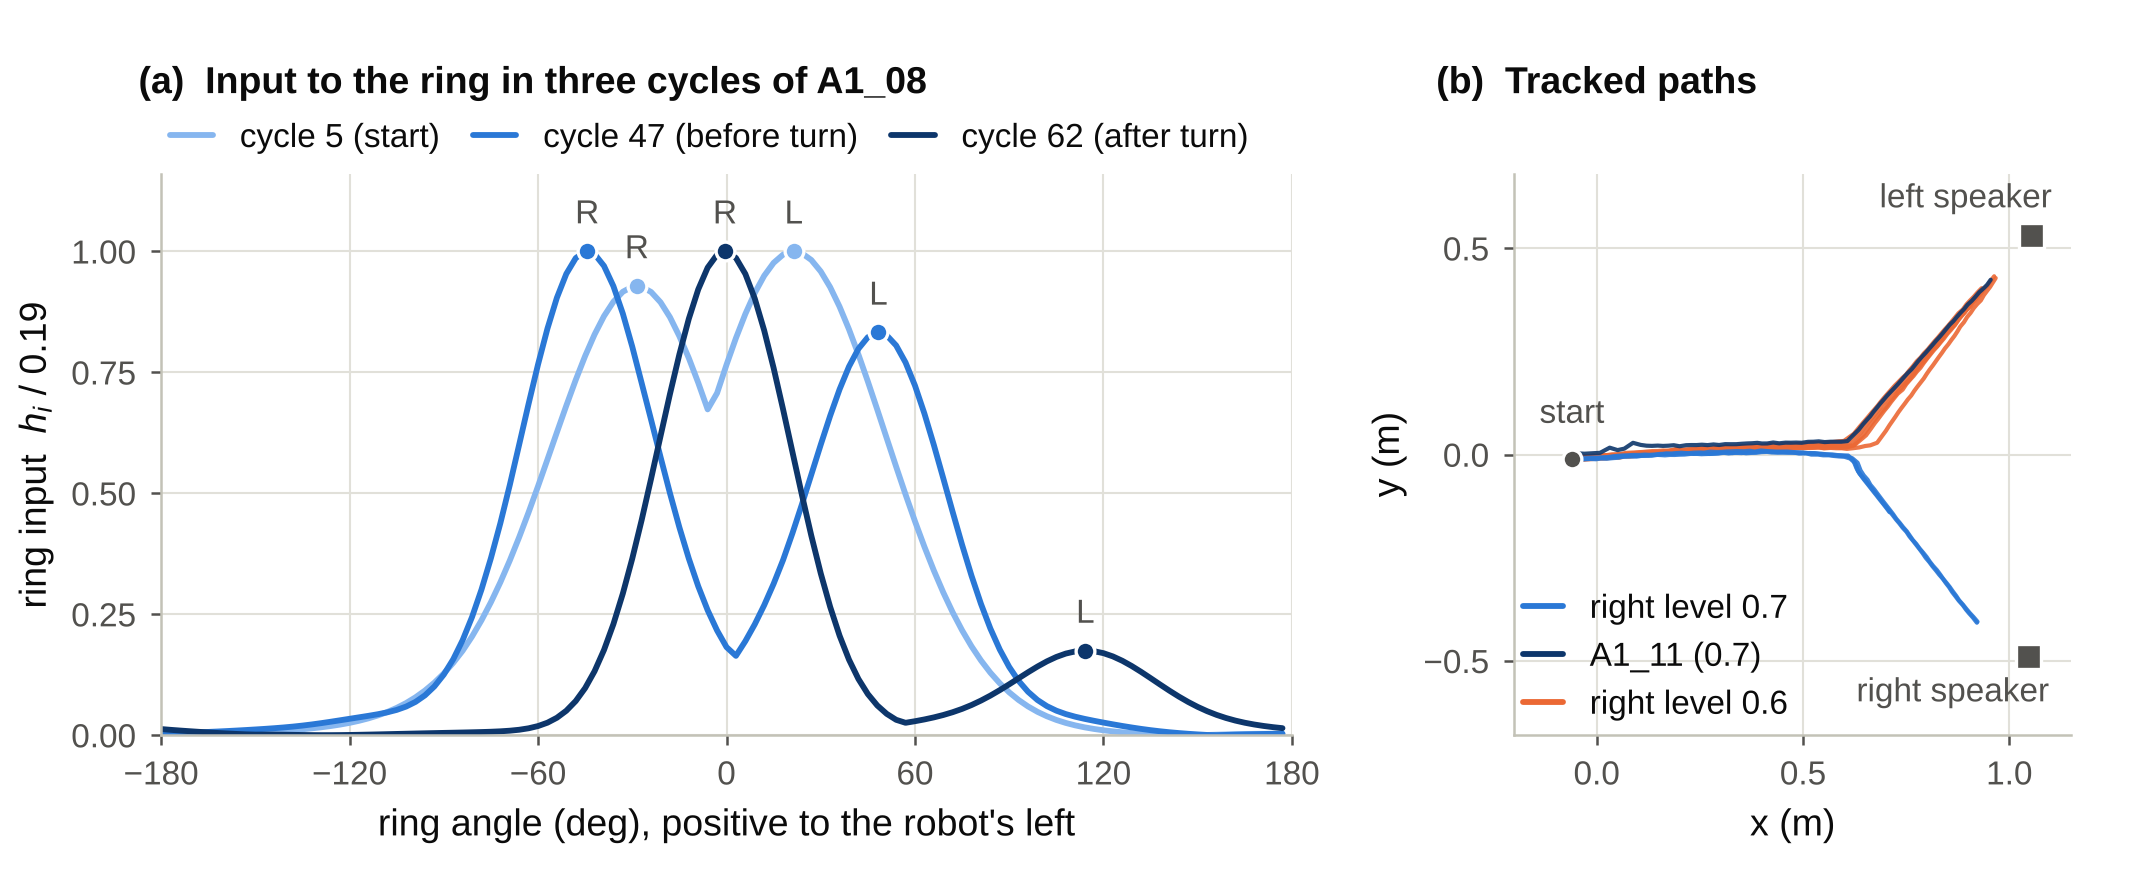 (a) Input to the ring in three cycles of A1_08
cycle 5 (start) cycle 47 (before turn) cycle 62 (after turn)
R R L
R
L
L
1.00
0.75
0.50
0.25
0.00
ring input h_i / 0.19
−180 −120 −60 0 60 120 180
ring angle (deg), positive to the robot's left
(b) Tracked paths
left speaker
start
right level 0.7
A1_11 (0.7)
right level 0.6
right speaker
0.5
0.0
−0.5
y (m)
0.0 0.5 1.0
x (m)